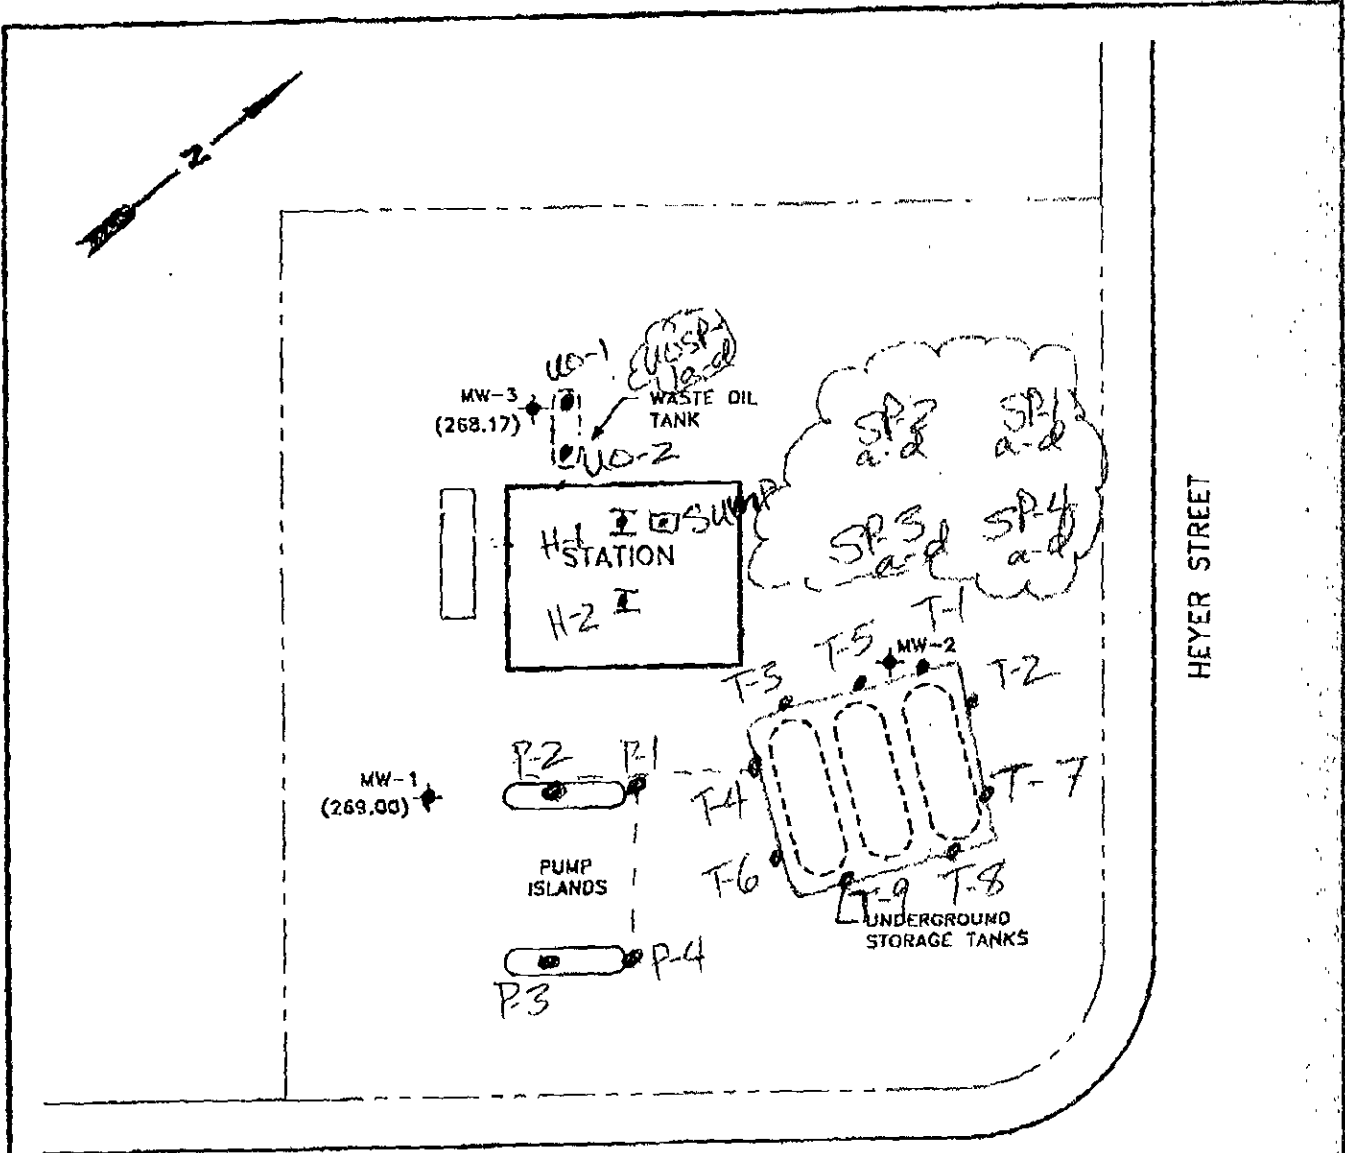 N
UO-1
UOSP-1
a-d
MW-3
(268.17)
WASTE OIL
TANK
UO-2
SP-2
a-d
SP-1
a-d
SP-3
a-d
SP-4
a-d
H-1
SUMP
STATION
H-2
HEYER STREET
T-1
T-5
MW-2
T-3
T-2
P-2
P-1
MW-1
(269.00)
T-4
T-7
PUMP
ISLANDS
T-6
T-9
T-8
UNDERGROUND
STORAGE TANKS
P-3
P-4